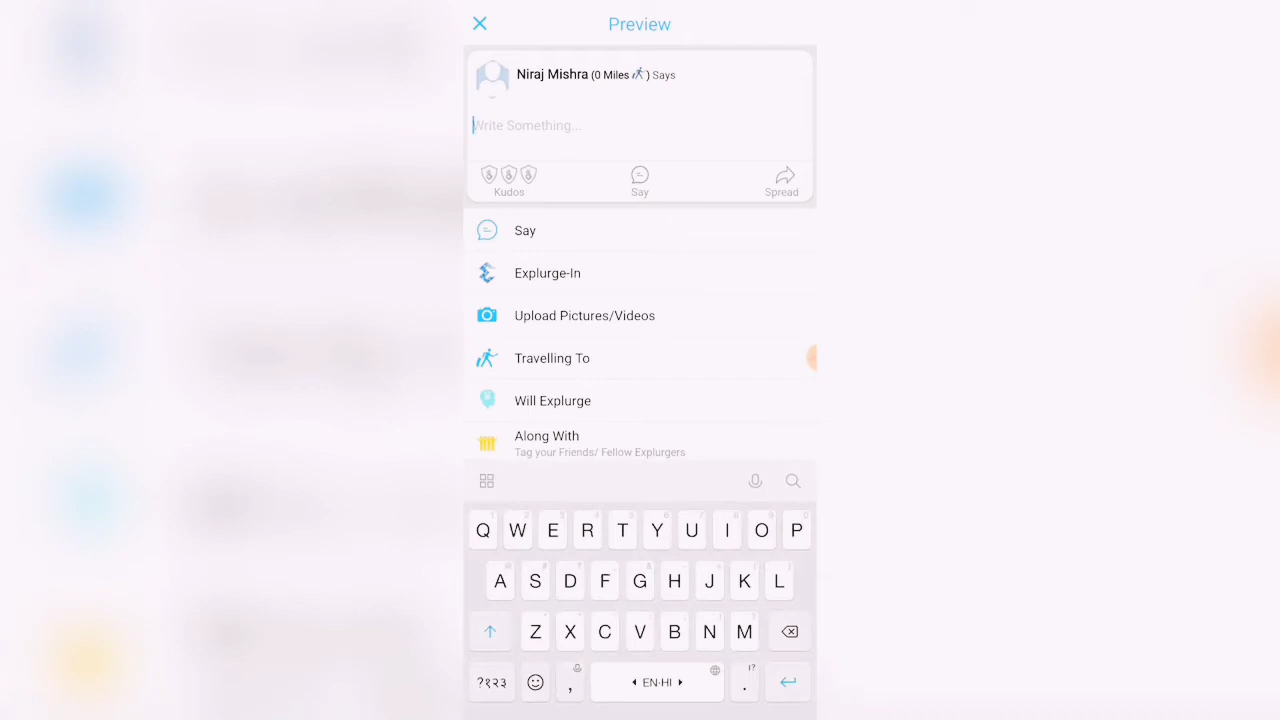 Preview
Niraj Mishra (0 Miles ) Says
Write Something...
Kudos Say Spread
Say
Explurge-In
Upload Pictures/Videos
Travelling To
Will Explurge
Along With
Tag your Friends/ Fellow Explurgers
Q W E R T Y U I O P
A S D F G H J K L
Z X C V B N M
?१२३ , EN·HI .